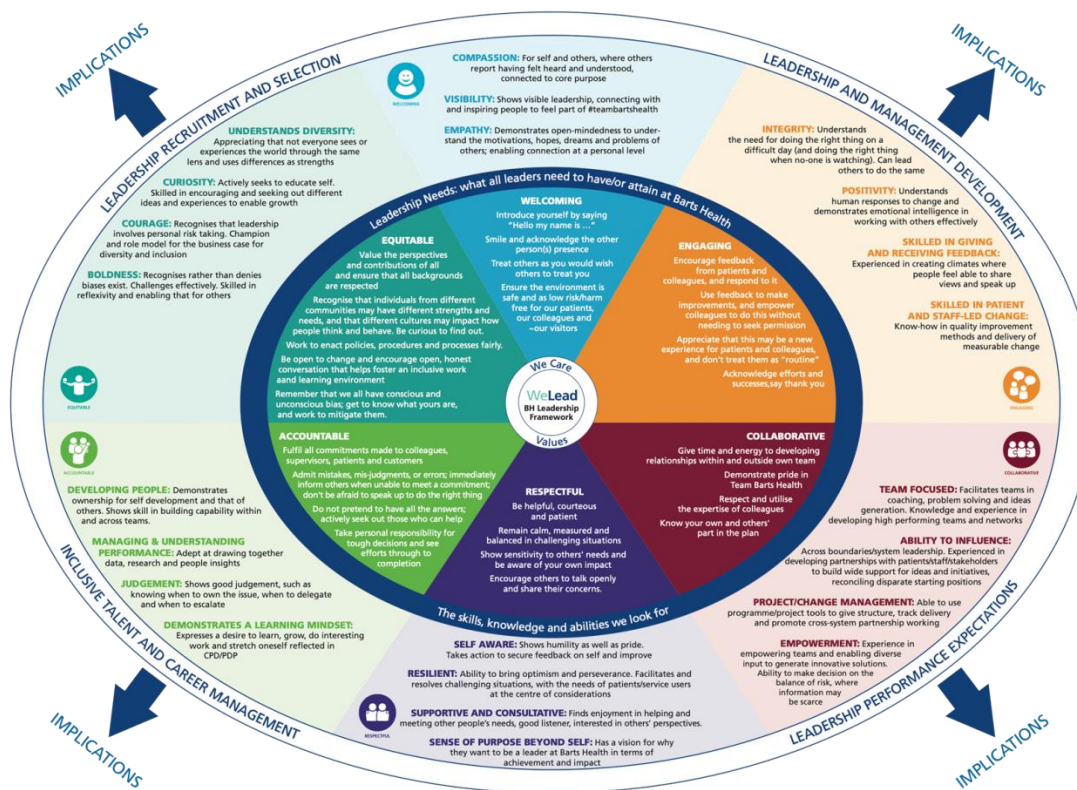 IMPLICATIONS
IMPLICATIONS
LEADERSHIP RECRUITMENT AND SELECTION
LEADERSHIP AND MANAGEMENT DEVELOPMENT
WELCOMING
COMPASSION: For self and others, where others
report having felt heard and understood,
connected to core purpose
VISIBILITY: Shows visible leadership, connecting with
and inspiring people to feel part of #teambartshealth
EMPATHY: Demonstrates open-mindedness to under-
stand the motivations, hopes, dreams and problems of
others; enabling connection at a personal level
UNDERSTANDS DIVERSITY:
Appreciating that not everyone sees or
experiences the world through the same
lens and uses differences as strengths
CURIOSITY: Actively seeks to educate self.
Skilled in encouraging and seeking out different
ideas and experiences to enable growth
COURAGE: Recognises that leadership
involves personal risk taking. Champion
and role model for the business case for
diversity and inclusion
BOLDNESS: Recognises rather than denies
biases exist. Challenges effectively. Skilled
in reflexivity and enabling that for others
EQUITABLE
INTEGRITY: Understands
the need for doing the right thing on a
difficult day (and doing the right thing
when no-one is watching). Can lead
others to do the same
POSITIVITY: Understands
human responses to change and
demonstrates emotional intelligence in
working with others effectively
SKILLED IN GIVING
AND RECEIVING FEEDBACK:
Experienced in creating climates where
people feel able to share
views and speak up
SKILLED IN PATIENT
AND STAFF-LED CHANGE:
Know-how in quality improvement
methods and delivery of
measurable change
ENGAGING
Leadership Needs: what all leaders need to have/or attain at Barts Health
WELCOMING
Introduce yourself by saying
"Hello my name is ..."
Smile and acknowledge the other
person(s) presence
Treat others as you would wish
others to treat you
Ensure the environment is
safe and as low risk/harm
free for our patients,
our colleagues and
~our visitors
EQUITABLE
Value the perspectives
and contributions of all
and ensure that all backgrounds
are respected
Recognise that individuals from different
communities may have different strengths and
needs, and that different cultures may impact how
people think and behave. Be curious to find out.
Work to enact policies, procedures and processes fairly.
Be open to change and encourage open, honest
conversation that helps foster an inclusive work
aand learning environment
Remember that we all have conscious and
unconscious bias; get to know what yours are,
and work to mitigate them.
ENGAGING
Encourage feedback
from patients and
colleagues, and respond to it
Use feedback to make
improvements, and empower
colleagues to do this without
needing to seek permission
Appreciate that this may be a new
experience for patients and colleagues,
and don't treat them as "routine"
Acknowledge efforts and
successes,say thank you
We Care
WeLead
BH Leadership
Framework
Values
ACCOUNTABLE
Fulfil all commitments made to colleagues,
supervisors, patients and customers
Admit mistakes, mis-judgments, or errors; immediately
inform others when unable to meet a commitment;
don't be afraid to speak up to do the right thing
Do not pretend to have all the answers;
actively seek out those who can help
Take personal responsibility for
tough decisions and see
efforts through to
completion
RESPECTFUL
Be helpful, courteous
and patient
Remain calm, measured and
balanced in challenging situations
Show sensitivity to others' needs and
be aware of your own impact
Encourage others to talk openly
and share their concerns.
COLLABORATIVE
Give time and energy to developing
relationships within and outside own team
Demonstrate pride in
Team Barts Health
Respect and utilise
the expertise of colleagues
Know your own and others'
part in the plan
The skills, knowledge and abilities we look for
ACCOUNTABLE
DEVELOPING PEOPLE: Demonstrates
ownership for self development and that of
others. Shows skill in building capability within
and across teams.
MANAGING & UNDERSTANDING
PERFORMANCE: Adept at drawing together
data, research and people insights
JUDGEMENT: Shows good judgement, such as
knowing when to own the issue, when to delegate
and when to escalate
DEMONSTRATES A LEARNING MINDSET:
Expresses a desire to learn, grow, do interesting
work and stretch oneself reflected in
CPD/PDP
SELF AWARE: Shows humility as well as pride.
Takes action to secure feedback on self and improve
RESILIENT: Ability to bring optimism and perseverance. Facilitates and
resolves challenging situations, with the needs of patients/service users
at the centre of considerations
SUPPORTIVE AND CONSULTATIVE: Finds enjoyment in helping and
meeting other people's needs, good listener, interested in others' perspectives.
SENSE OF PURPOSE BEYOND SELF: Has a vision for why
they want to be a leader at Barts Health in terms of
achievement and impact
RESPECTFUL
COLLABORATIVE
TEAM FOCUSED: Facilitates teams in
coaching, problem solving and ideas
generation. Knowledge and experience in
developing high performing teams and networks
ABILITY TO INFLUENCE:
Across boundaries/system leadership. Experienced in
developing partnerships with patients/staff/stakeholders
to build wide support for ideas and initiatives,
reconciling disparate starting positions
PROJECT/CHANGE MANAGEMENT: Able to use
programme/project tools to give structure, track delivery
and promote cross-system partnership working
EMPOWERMENT: Experience in
empowering teams and enabling diverse
input to generate innovative solutions.
Ability to make decision on the
balance of risk, where
information may
be scarce
INCLUSIVE TALENT AND CAREER MANAGEMENT
LEADERSHIP PERFORMANCE EXPECTATIONS
IMPLICATIONS
IMPLICATIONS